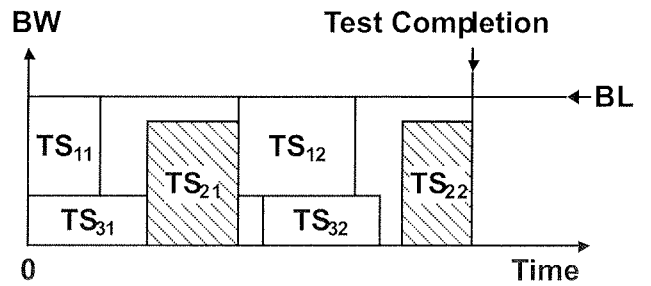 BW Test Completion
BL
TS11 TS12
TS21 TS22
TS31 TS32
0 Time